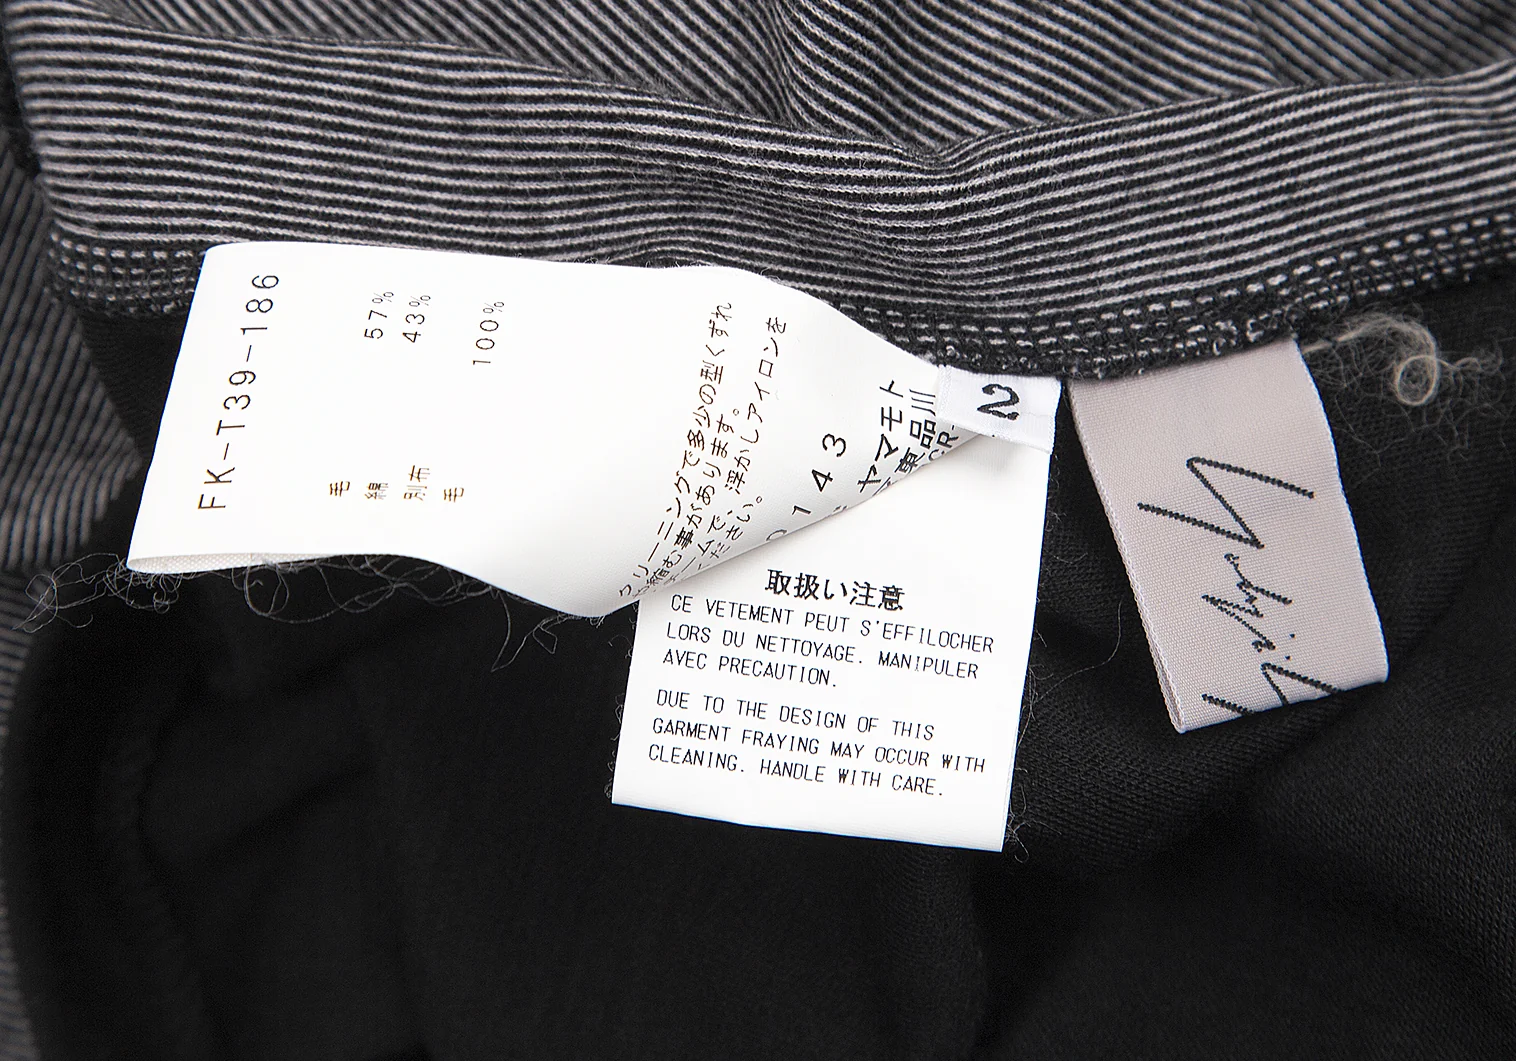 FK-T39-186
毛 57%
綿 43%
別布
毛 100%
クリーニングで多少の型くずれ
や縮む事があります。
浮かしアイロンを
ださい。
0143
ヤマモト
東品川
2
取扱い注意
CE VETEMENT PEUT S'EFFILOCHER
LORS DU NETTOYAGE. MANIPULER
AVEC PRECAUTION.
DUE TO THE DESIGN OF THIS
GARMENT FRAYING MAY OCCUR WITH
CLEANING. HANDLE WITH CARE.